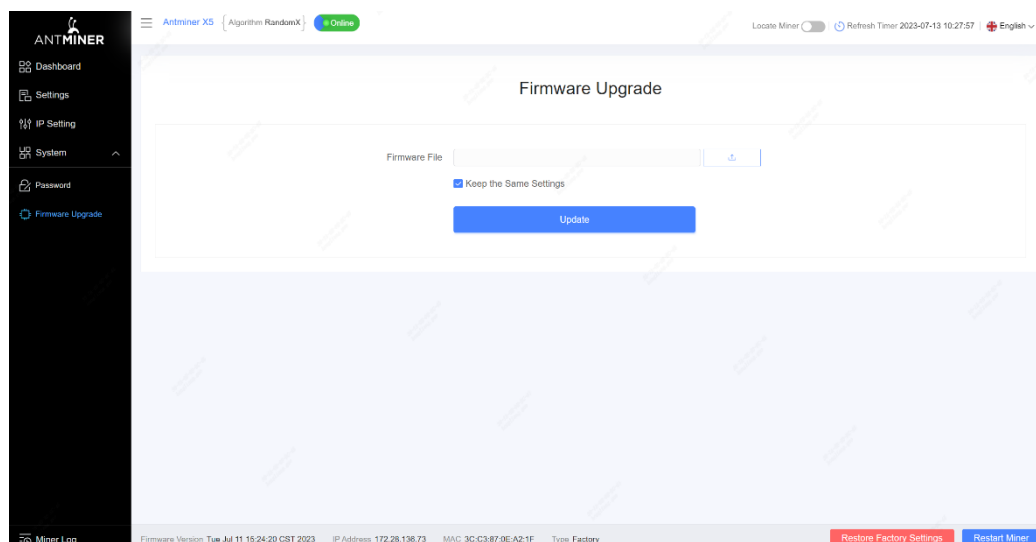 ANTMINER
Antminer X5 { Algorithm RandomX } Online
Locate Miner Refresh Timer 2023-07-13 10:27:57 English
Dashboard
Settings
IP Setting
System
Password
Firmware Upgrade
Firmware Upgrade
Firmware File
Keep the Same Settings
Update
Miner Log
Firmware Version Tue Jul 11 15:24:20 CST 2023 IP Address 172.28.136.73 MAC 3C:C3:87:0E:A2:1F Type Factory
Restore Factory Settings Restart Miner